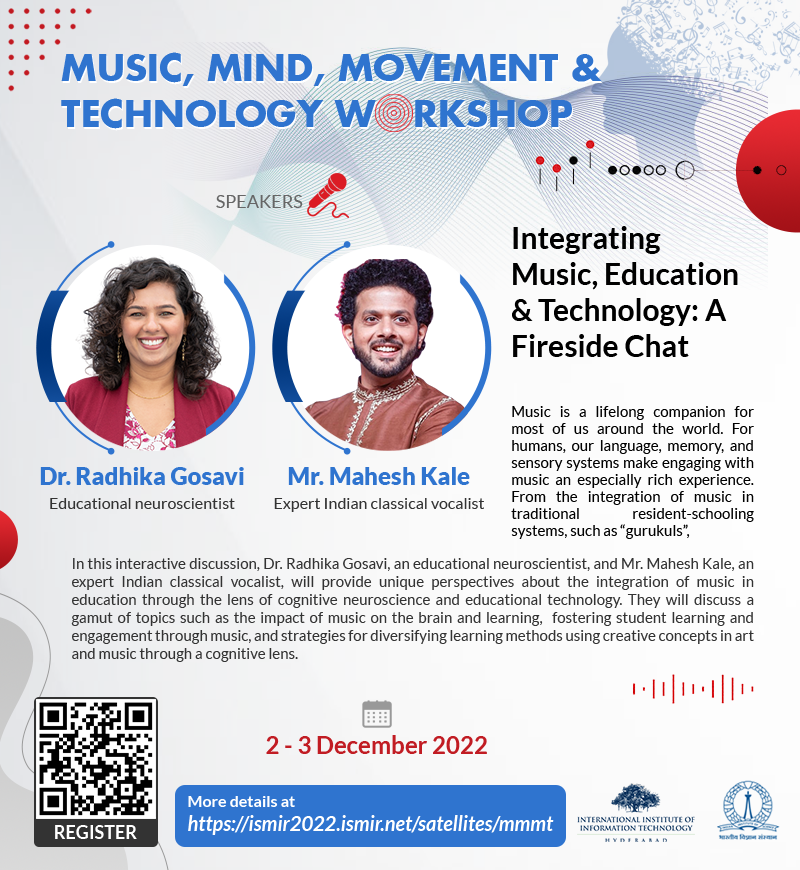 MUSIC, MIND, MOVEMENT &
TECHNOLOGY WORKSHOP
SPEAKERS
Dr. Radhika Gosavi
Educational neuroscientist
Mr. Mahesh Kale
Expert Indian classical vocalist
Integrating
Music, Education
& Technology: A
Fireside Chat
Music is a lifelong companion for
most of us around the world. For
humans, our language, memory, and
sensory systems make engaging with
music an especially rich experience.
From the integration of music in
traditional resident-schooling
systems, such as “gurukuls”,
In this interactive discussion, Dr. Radhika Gosavi, an educational neuroscientist, and Mr. Mahesh Kale, an
expert Indian classical vocalist, will provide unique perspectives about the integration of music in
education through the lens of cognitive neuroscience and educational technology. They will discuss a
gamut of topics such as the impact of music on the brain and learning, fostering student learning and
engagement through music, and strategies for diversifying learning methods using creative concepts in art
and music through a cognitive lens.
2 - 3 December 2022
REGISTER
More details at
https://ismir2022.ismir.net/satellites/mmmt
INTERNATIONAL INSTITUTE OF
INFORMATION TECHNOLOGY
HYDERABAD
भारतीय विज्ञान संस्थान